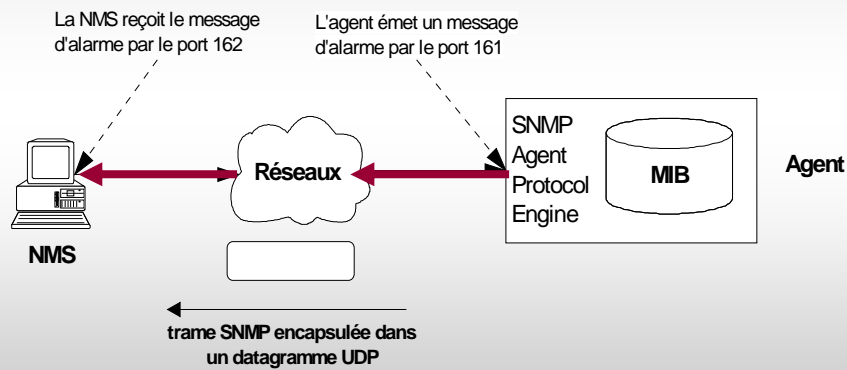 La NMS reçoit le message
d'alarme par le port 162
L'agent émet un message
d'alarme par le port 161
SNMP
Agent
Protocol
Engine
MIB
Agent
Réseaux
NMS
trame SNMP encapsulée dans
un datagramme UDP